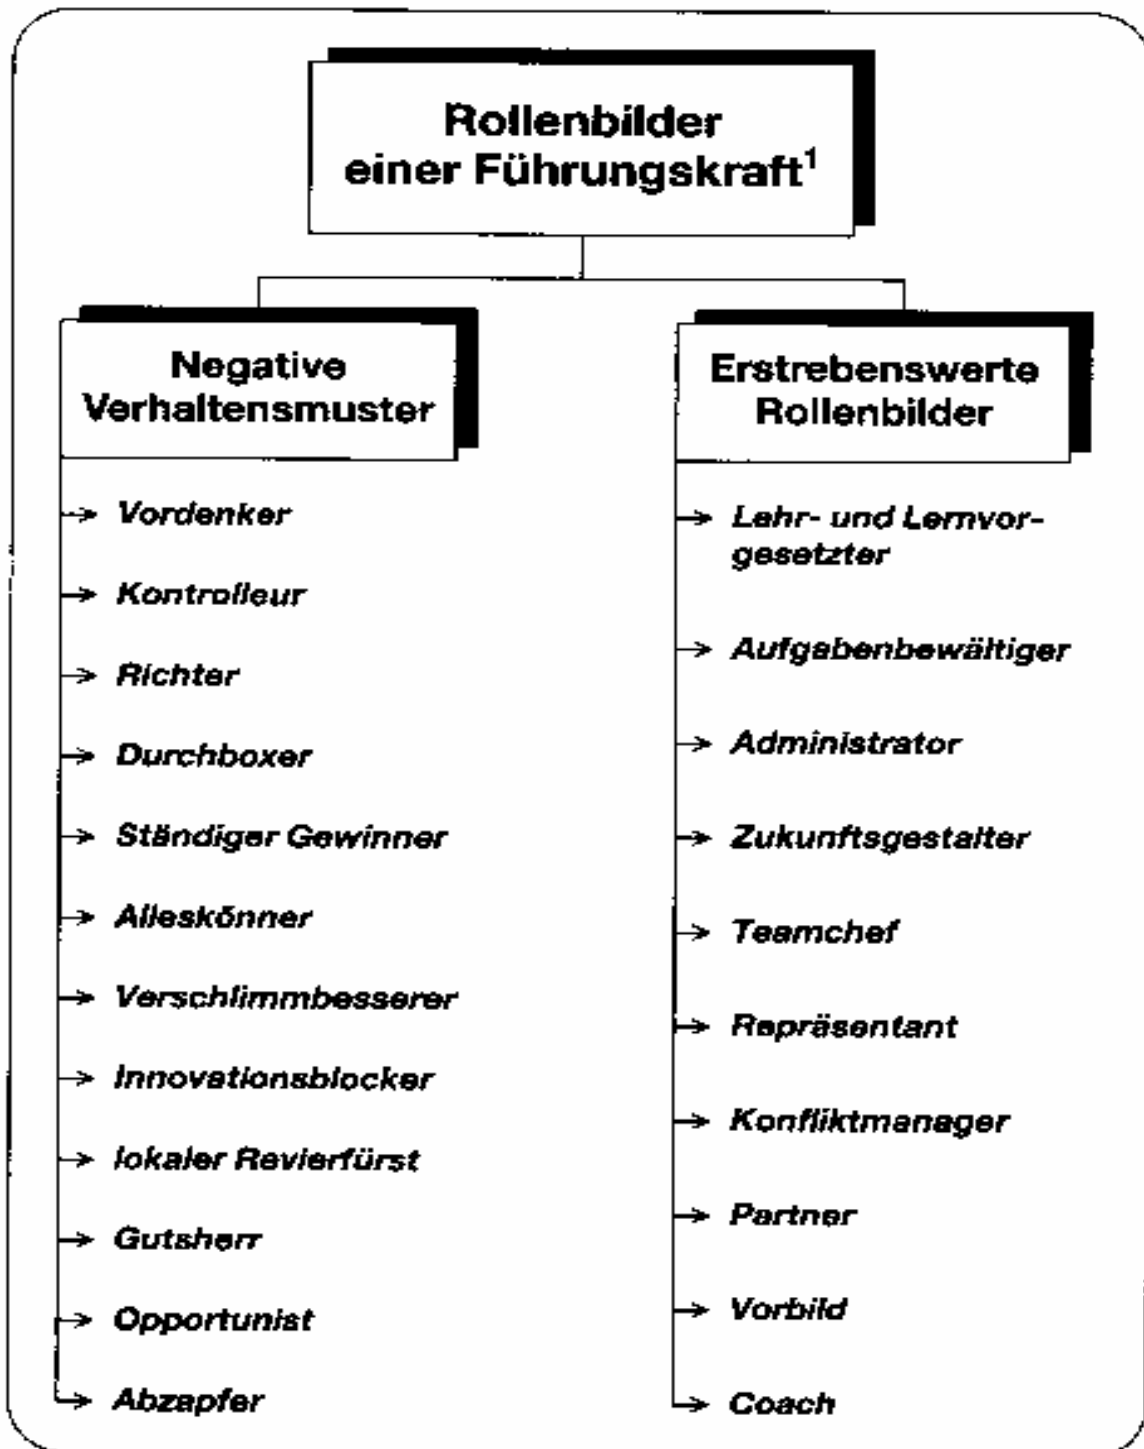 Rollenbilder
einer Führungskraft¹
Negative
Verhaltensmuster
Vordenker
Kontrolleur
Richter
Durchboxer
Ständiger Gewinner
Alleskönner
Verschlimmbesserer
Innovationsblocker
lokaler Revierfürst
Gutsherr
Opportunist
Abzapfer
Erstrebenswerte
Rollenbilder
Lehr- und Lernvor-
gesetzter
Aufgabenbewältiger
Administrator
Zukunftsgestalter
Teamchef
Repräsentant
Konfliktmanager
Partner
Vorbild
Coach